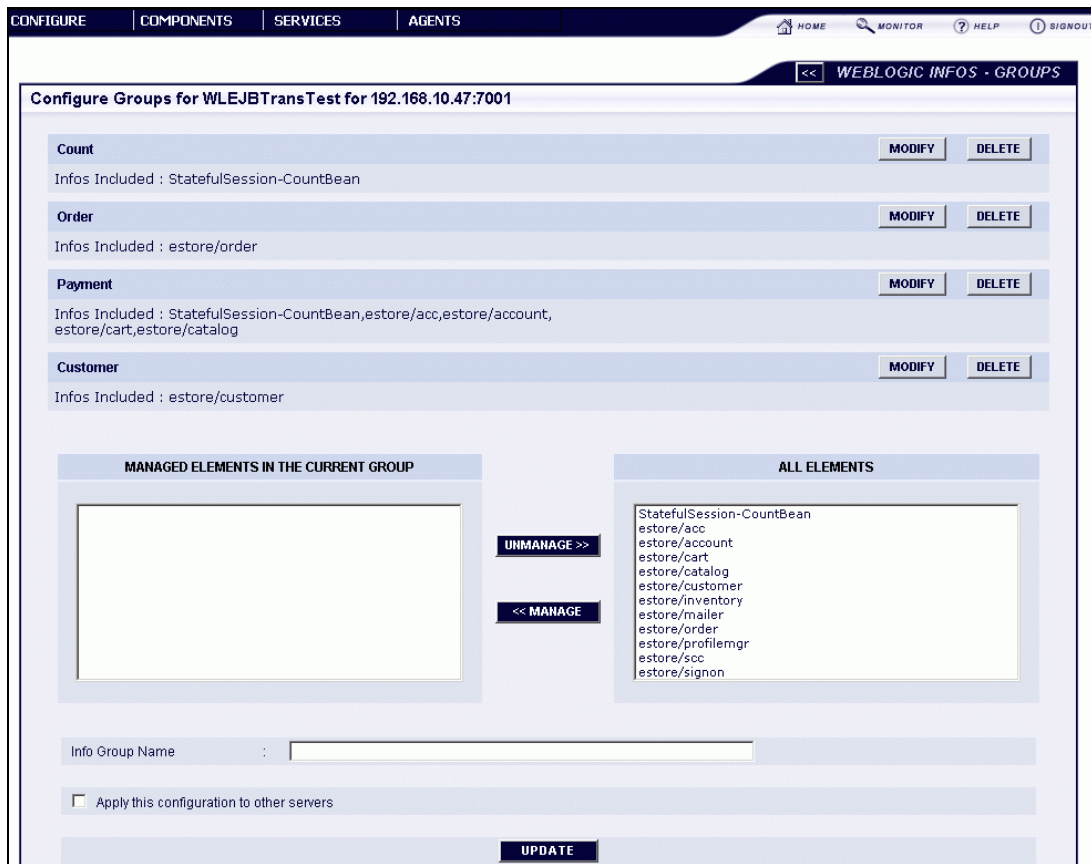 CONFIGURE COMPONENTS SERVICES AGENTS
HOME MONITOR ? HELP SIGNOUT
<< WEBLOGIC INFOS - GROUPS
Configure Groups for WLEJBTransTest for 192.168.10.47:7001
Count MODIFY DELETE
Infos Included : StatefulSession-CountBean
Order MODIFY DELETE
Infos Included : estore/order
Payment MODIFY DELETE
Infos Included : StatefulSession-CountBean,estore/acc,estore/account,
estore/cart,estore/catalog
Customer MODIFY DELETE
Infos Included : estore/customer
MANAGED ELEMENTS IN THE CURRENT GROUP
ALL ELEMENTS
UNMANAGE >>
<< MANAGE
StatefulSession-CountBean
estore/acc
estore/account
estore/cart
estore/catalog
estore/customer
estore/inventory
estore/mailer
estore/order
estore/profilemgr
estore/scc
estore/signon
Info Group Name :
Apply this configuration to other servers
UPDATE